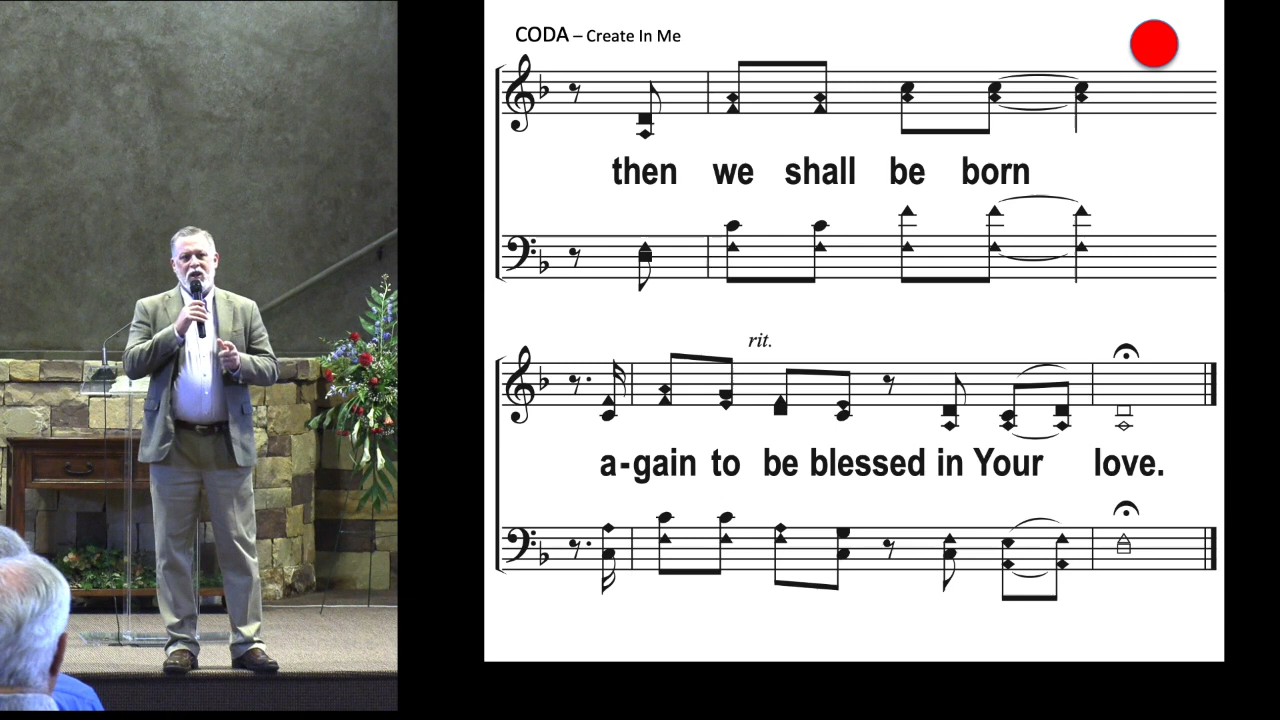 CODA – Create In Me
then we shall be born
rit.
a-gain to be blessed in Your love.